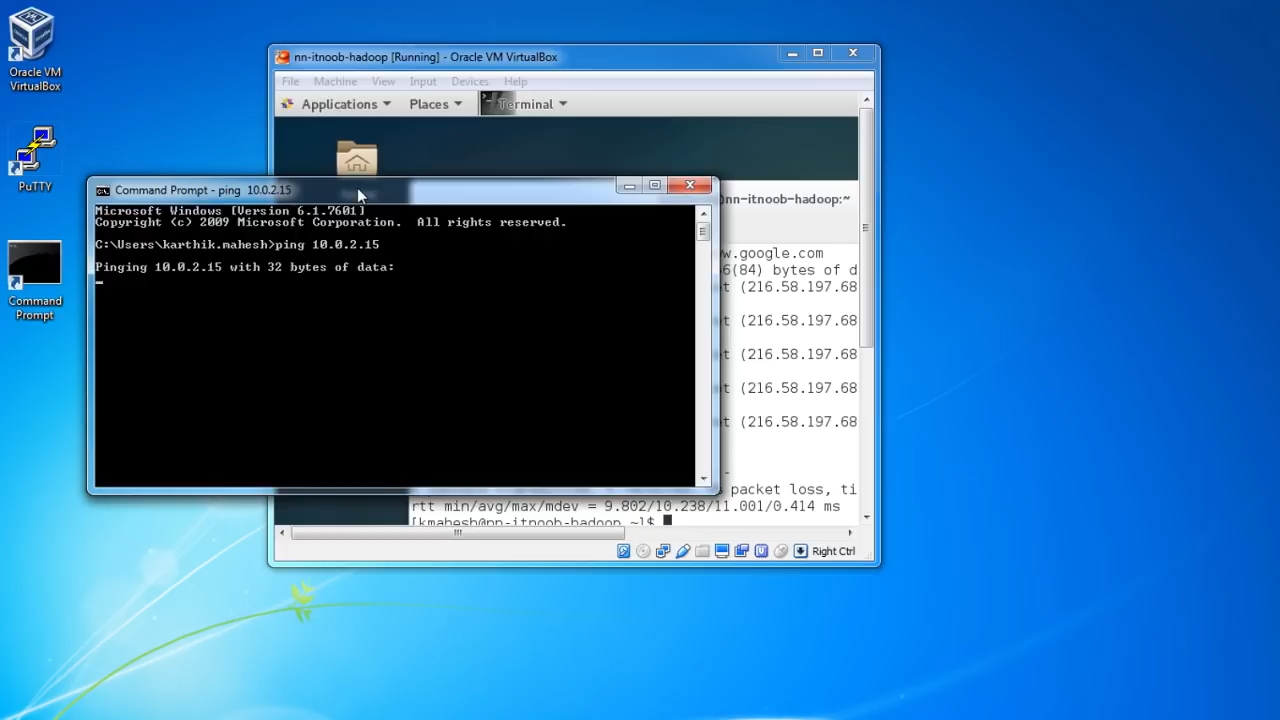 Oracle VM
VirtualBox
PuTTY
Command
Prompt
nn-itnoob-hadoop [Running] - Oracle VM VirtualBox
File Machine View Input Devices Help
Applications Places Terminal
Command Prompt - ping 10.0.2.15
Microsoft Windows [Version 6.1.7601]
Copyright (c) 2009 Microsoft Corporation. All rights reserved.
C:\Users\karthik.mahesh>ping 10.0.2.15
Pinging 10.0.2.15 with 32 bytes of data:
nn-itnoob-hadoop:~
w.google.com
6(84) bytes of d
t (216.58.197.68
t (216.58.197.68
t (216.58.197.68
t (216.58.197.68
t (216.58.197.68
packet loss, ti
rtt min/avg/max/mdev = 9.802/10.238/11.001/0.414 ms
[kmahesh@nn-itnoob-hadoop ~]$
Right Ctrl